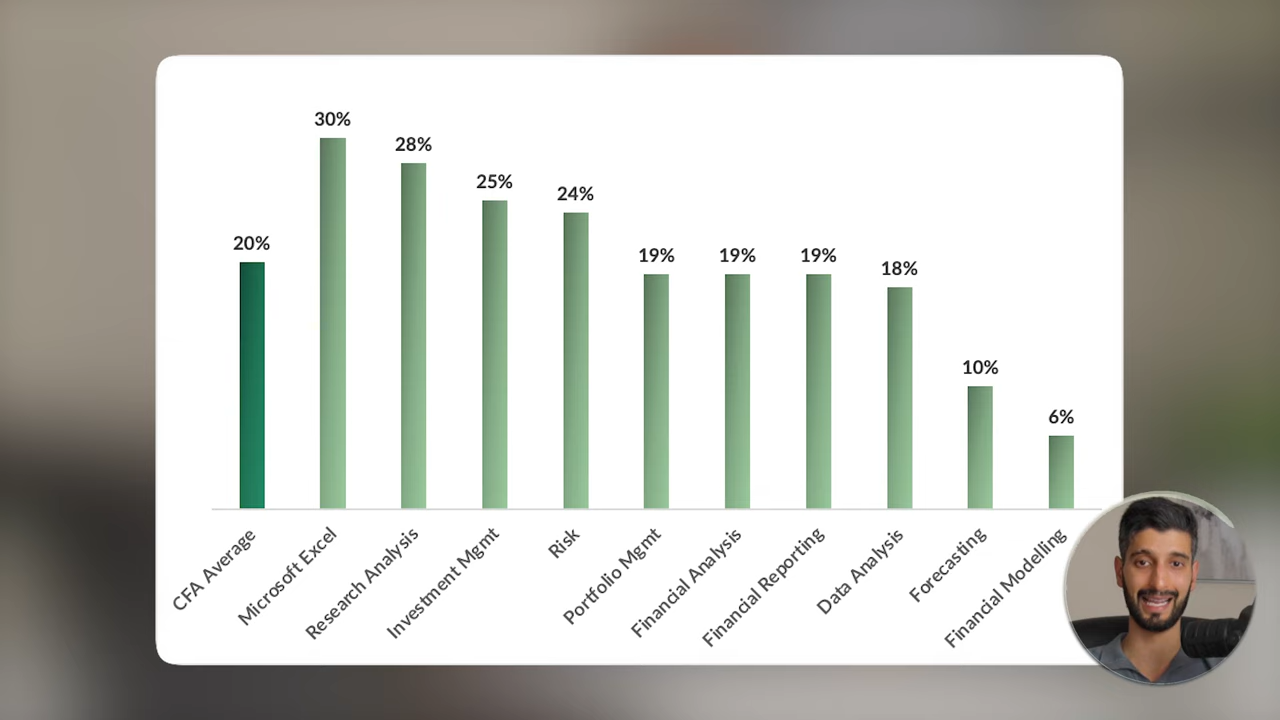 30%
28%
25%
24%
20%
19%
19%
19%
18%
10%
6%
CFA Average
Microsoft Excel
Research Analysis
Investment Mgmt
Risk
Portfolio Mgmt
Financial Analysis
Financial Reporting
Data Analysis
Forecasting
Financial Modelling